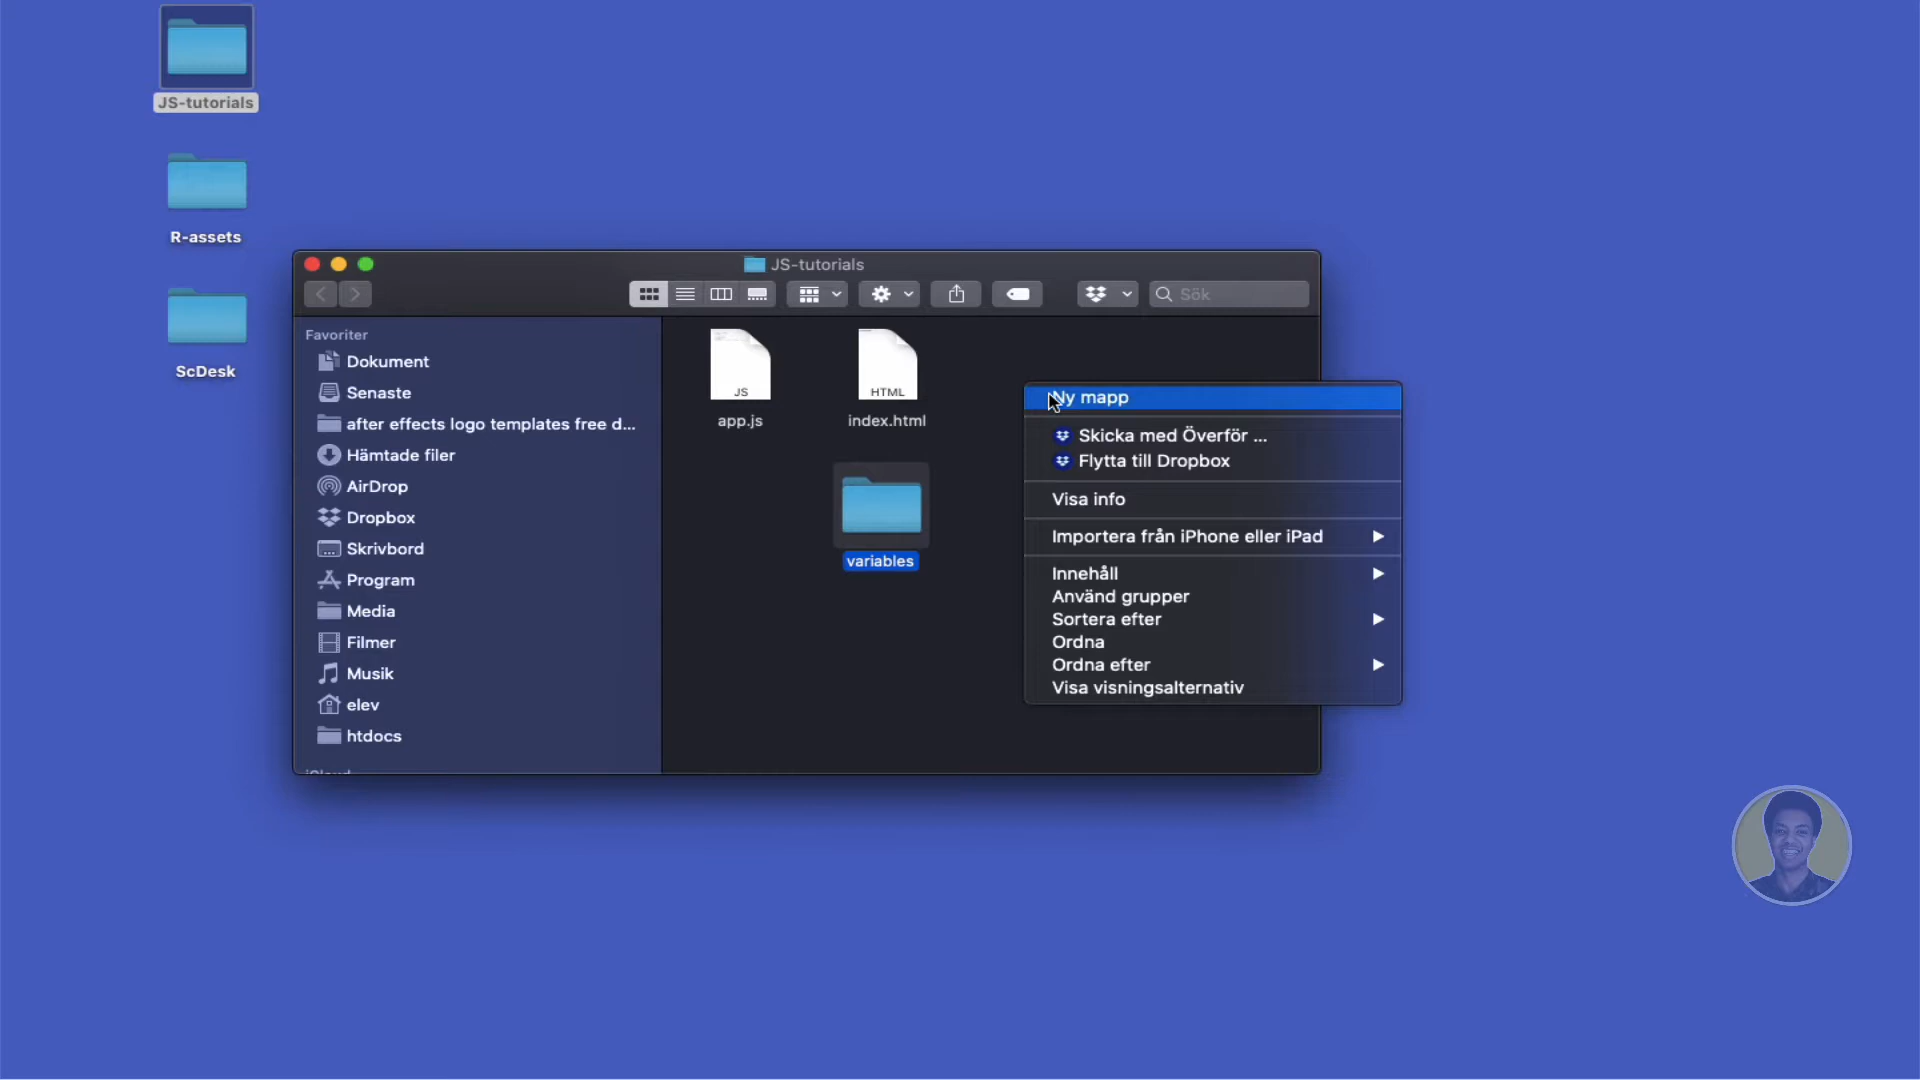 JS-tutorials
R-assets
ScDesk
JS-tutorials
Sök
Favoriter
Dokument
Senaste
after effects logo templates free d...
Hämtade filer
AirDrop
Dropbox
Skrivbord
Program
Media
Filmer
Musik
elev
htdocs
iCloud
JS
app.js
HTML
index.html
variables
Ny mapp
Skicka med Överför ...
Flytta till Dropbox
Visa info
Importera från iPhone eller iPad
Innehåll
Använd grupper
Sortera efter
Ordna
Ordna efter
Visa visningsalternativ